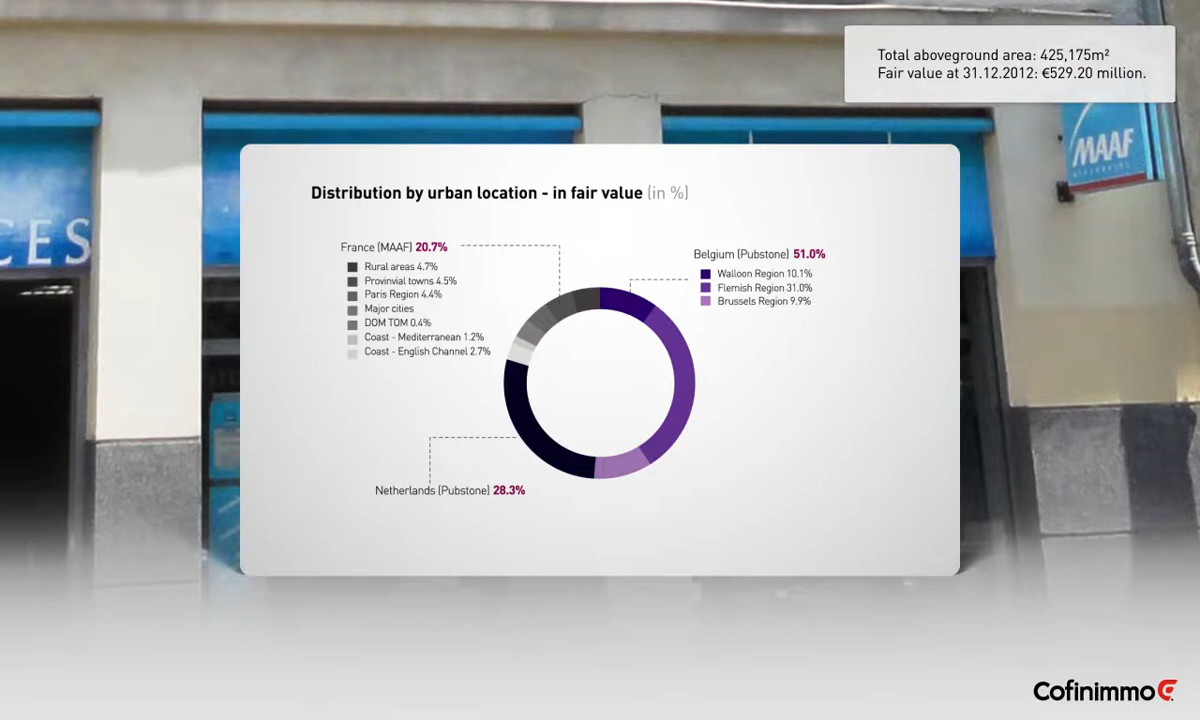 Total aboveground area: 425,175m²
Fair value at 31.12.2012: €529.20 million.
CES
MAAF
Distribution by urban location - in fair value (in %)
France (MAAF) 20.7%
Rural areas 4.7%
Provinvial towns 4.5%
Paris Region 4.4%
Major cities
DOM TOM 0.4%
Coast - Mediterranean 1.2%
Coast - English Channel 2.7%
Belgium (Pubstone) 51.0%
Walloon Region 10.1%
Flemish Region 31.0%
Brussels Region 9.9%
Netherlands (Pubstone) 28.3%
Cofinimmo